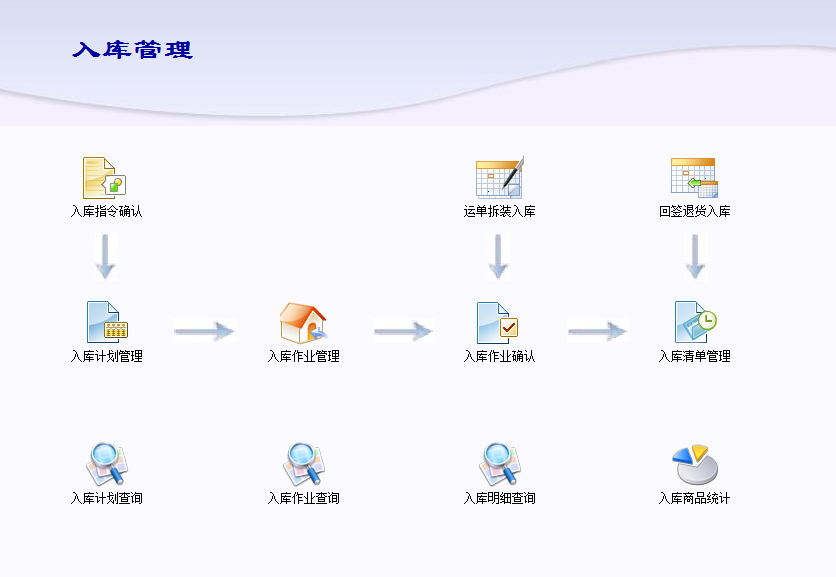 入库管理
入库指令确认
运单拆装入库
回签退货入库
入库计划管理
入库作业管理
入库作业确认
入库清单管理
入库计划查询
入库作业查询
入库明细查询
入库商品统计